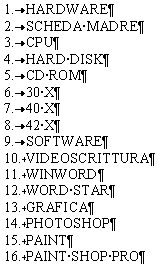 1.→HARDWARE¶
2.→SCHEDA·MADRE¶
3.→CPU¶
4.→HARD·DISK¶
5.→CD·ROM¶
6.→30·X¶
7.→40·X¶
8.→42·X¶
9.→SOFTWARE¶
10.→VIDEOSCRITTURA¶
11.→WINWORD¶
12.→WORD·STAR¶
13.→GRAFICA¶
14.→PHOTOSHOP¶
15.→PAINT¶
16.→PAINT·SHOP·PRO¶